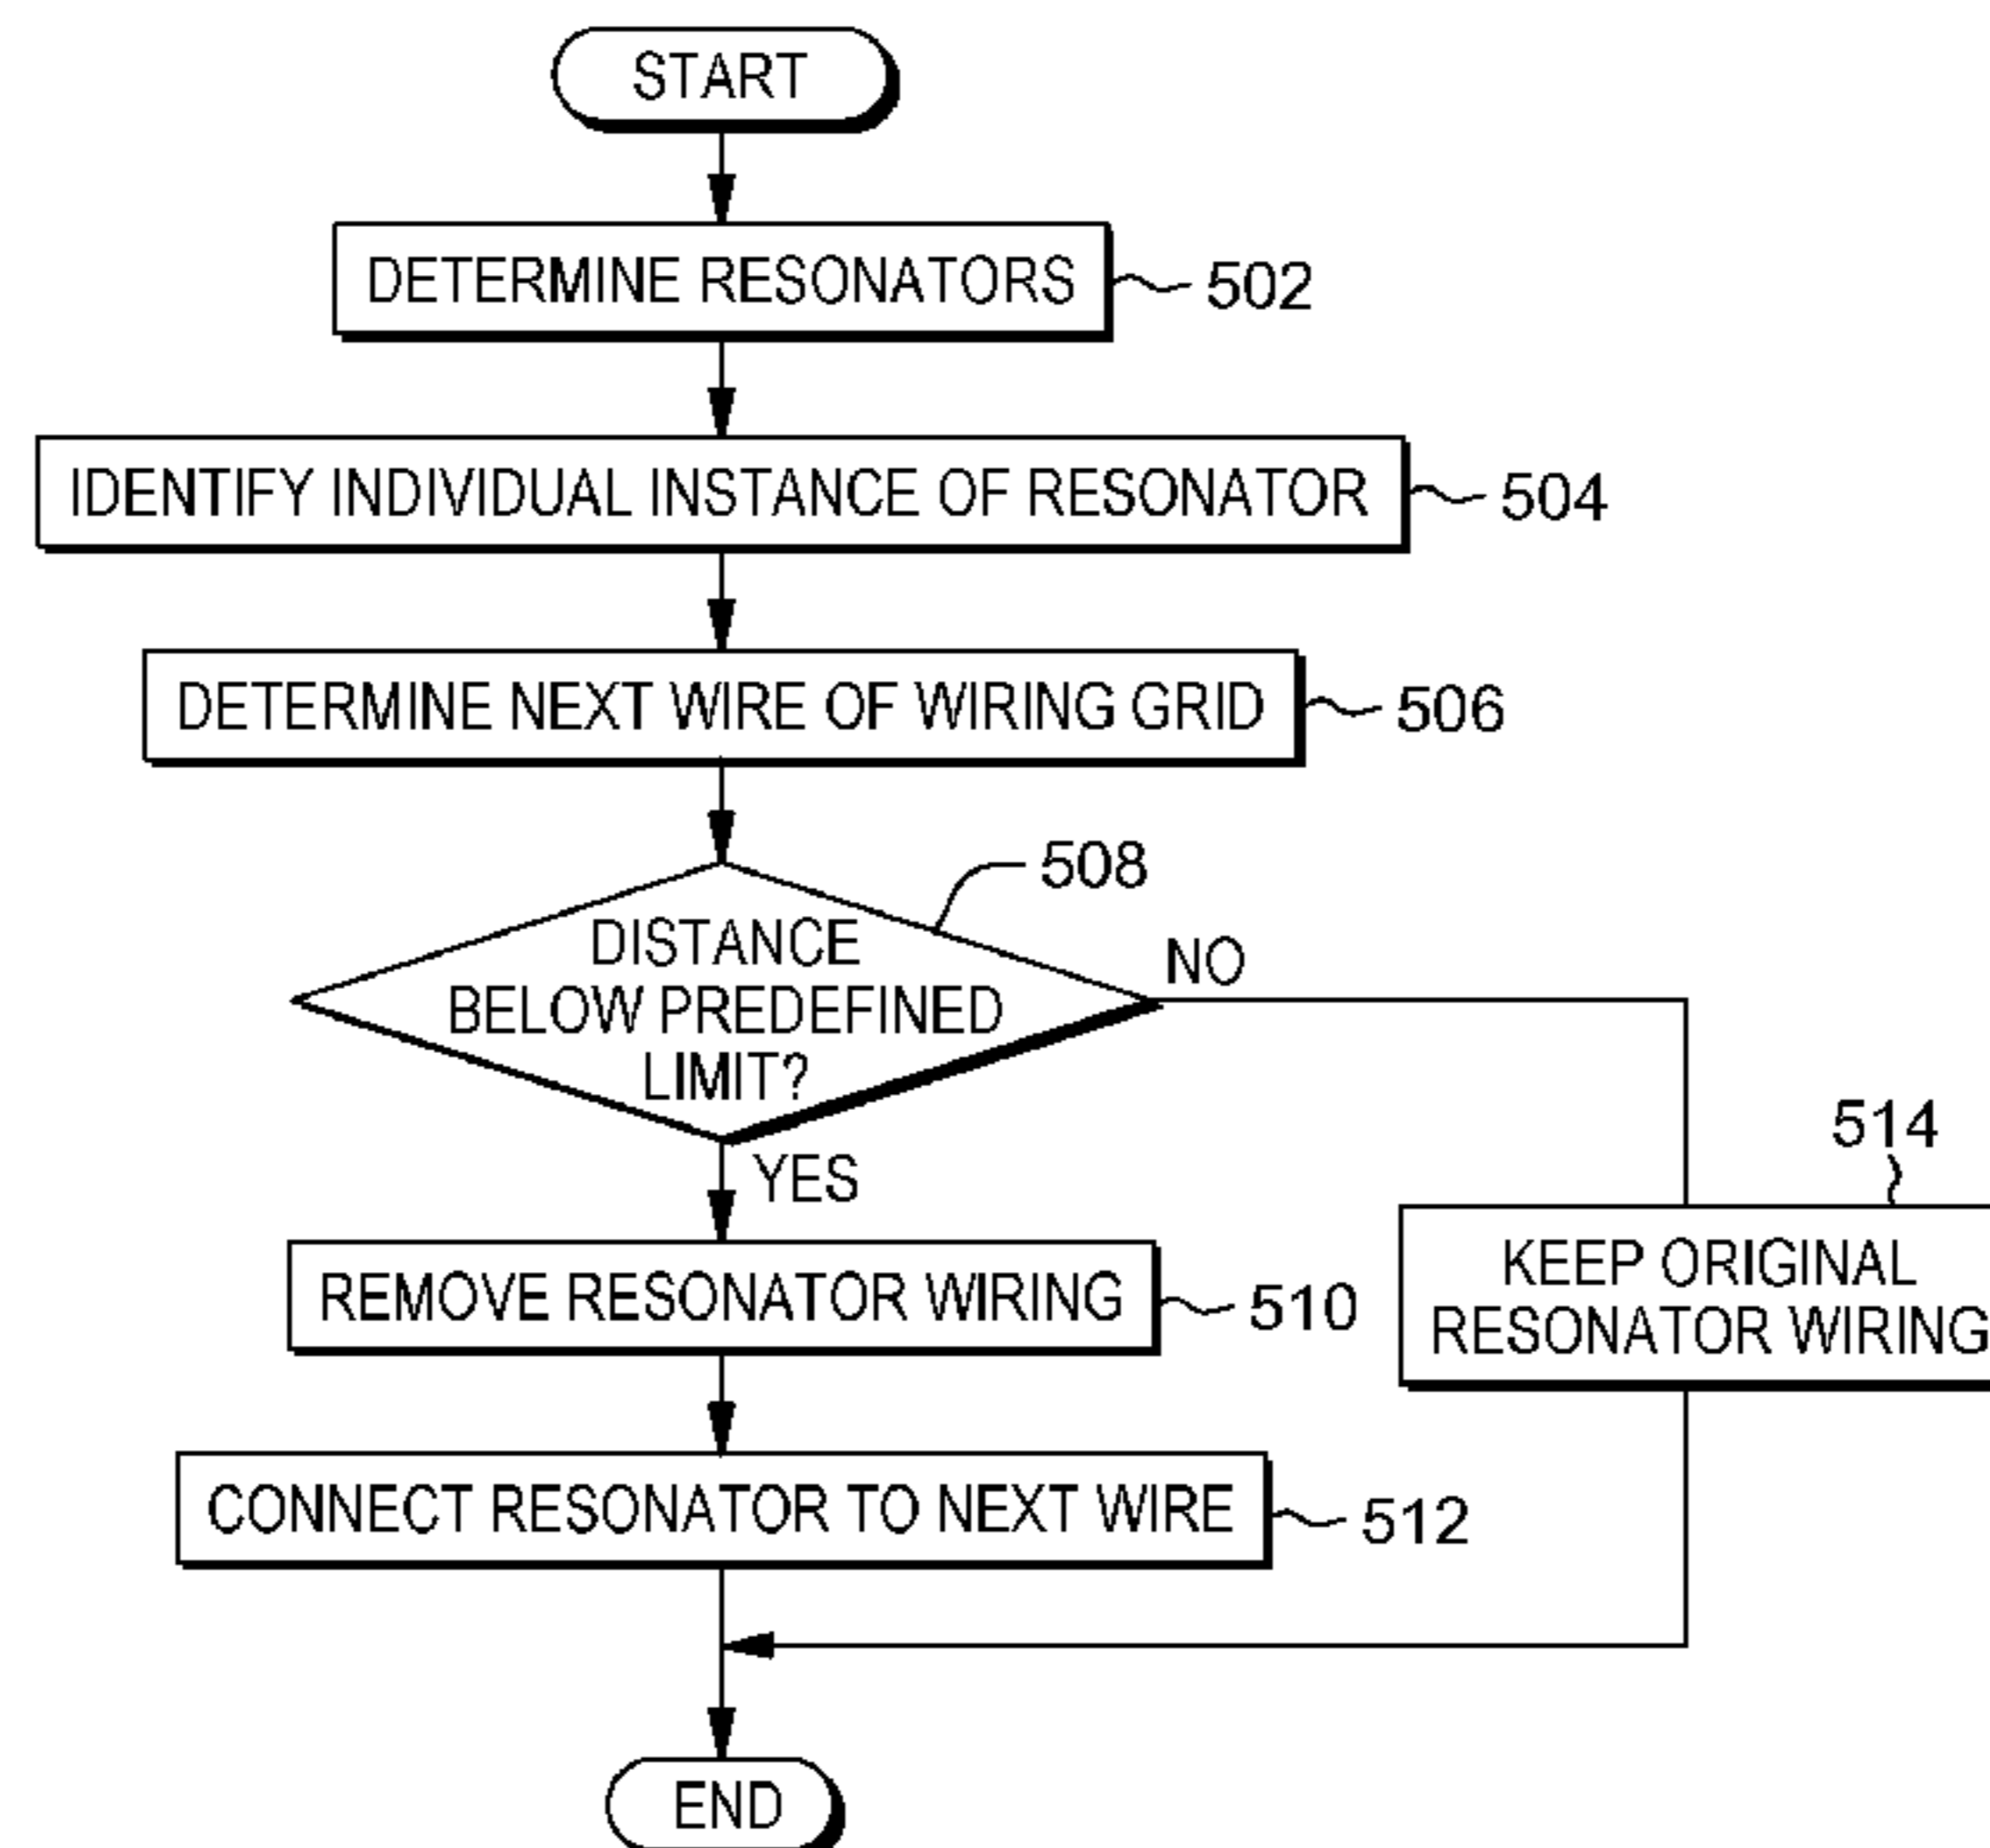 START
DETERMINE RESONATORS
502
IDENTIFY INDIVIDUAL INSTANCE OF RESONATOR
504
DETERMINE NEXT WIRE OF WIRING GRID
506
508
DISTANCE
BELOW PREDEFINED
LIMIT?
NO
YES
514
KEEP ORIGINAL
RESONATOR WIRING
REMOVE RESONATOR WIRING
510
CONNECT RESONATOR TO NEXT WIRE
512
END